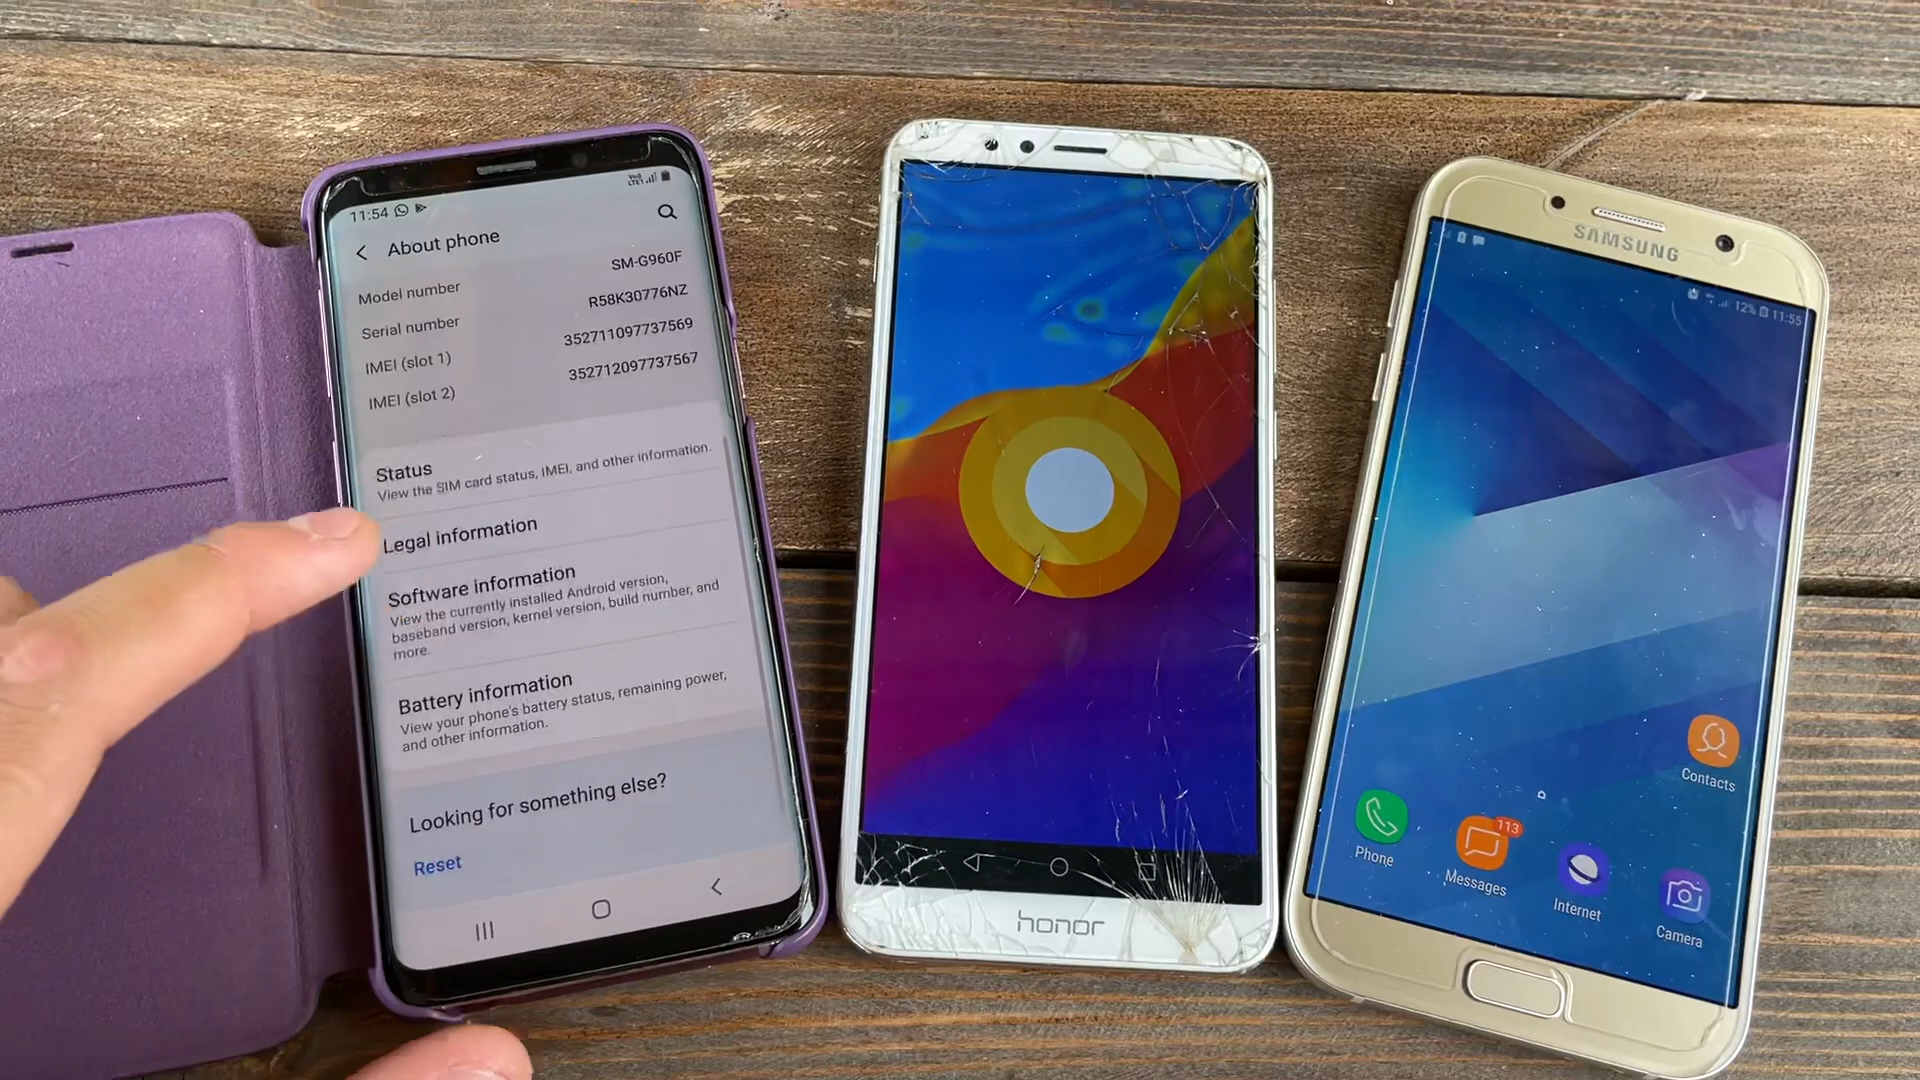 11:54
About phone
Model number SM-G960F
Serial number R58K30776NZ
IMEI (slot 1) 352711097737569
IMEI (slot 2) 352712097737567
Status
View the SIM card status, IMEI, and other information.
Legal information
Software information
View the currently installed Android version,
baseband version, kernel version, build number, and
more.
Battery information
View your phone's battery status, remaining power,
and other information.
Looking for something else?
Reset
honor
SAMSUNG
12% 11:55
Contacts
113
Phone
Messages
Internet
Camera